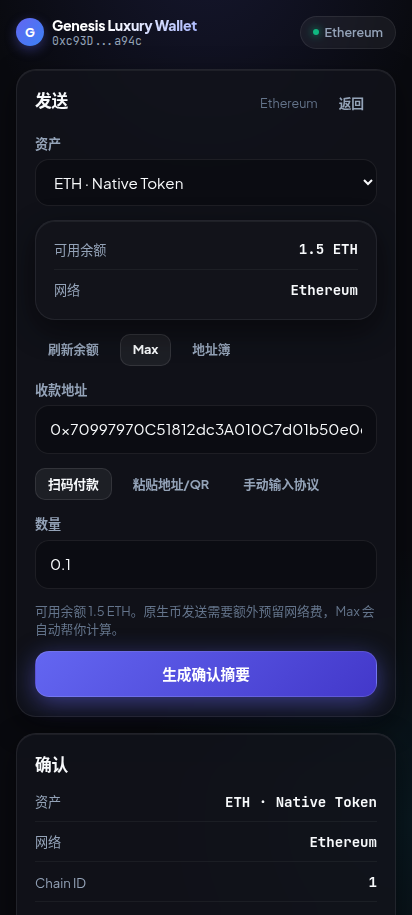 G
Genesis Luxury Wallet
0xc93D...a94c
Ethereum
发送
Ethereum
返回
资产
ETH · Native Token
可用余额
1.5 ETH
网络
Ethereum
刷新余额
Max
地址簿
收款地址
0x70997970C51812dc3A010C7d01b50e0
扫码付款
粘贴地址/QR
手动输入协议
数量
0.1
可用余额 1.5 ETH。原生币发送需要额外预留网络费，Max 会
自动帮你计算。
生成确认摘要
确认
资产
ETH · Native Token
网络
Ethereum
Chain ID
1